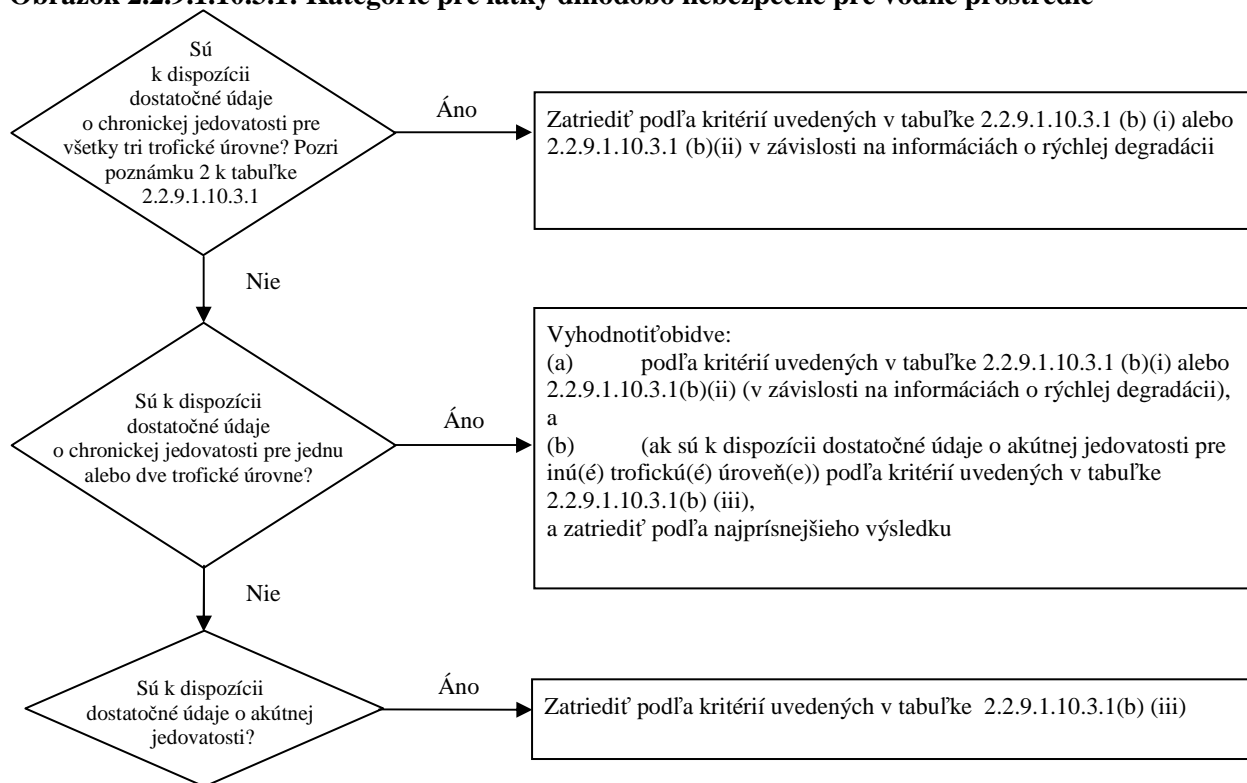 Obrázok 2.2.9.1.10.3.1: Kategórie pre látky dlhodobo nebezpečné pre vodné prostredie
Sú
k dispozícii
dostatočné údaje
o chronickej jedovatosti pre
všetky tri trofické úrovne? Pozri
poznámku 2 k tabuľke
2.2.9.1.10.3.1
Áno
Zatriediť podľa kritérií uvedených v tabuľke 2.2.9.1.10.3.1 (b) (i) alebo
2.2.9.1.10.3.1 (b)(ii) v závislosti na informáciách o rýchlej degradácii
Nie
Sú k dispozícii
dostatočné údaje
o chronickej jedovatosti pre jednu
alebo dve trofické úrovne?
Áno
Vyhodnotiťobidve:
(a) podľa kritérií uvedených v tabuľke 2.2.9.1.10.3.1 (b)(i) alebo
2.2.9.1.10.3.1(b)(ii) (v závislosti na informáciách o rýchlej degradácii),
a
(b) (ak sú k dispozícii dostatočné údaje o akútnej jedovatosti pre
inú(é) trofickú(é) úroveň(e)) podľa kritérií uvedených v tabuľke
2.2.9.1.10.3.1(b) (iii),
a zatriediť podľa najprísnejšieho výsledku
Nie
Sú k dispozícii
dostatočné údaje o akútnej
jedovatosti?
Áno
Zatriediť podľa kritérií uvedených v tabuľke 2.2.9.1.10.3.1(b) (iii)